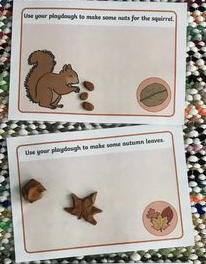 Use your playdough to make some nuts for the squirrel.
Use your playdough to make some autumn leaves.